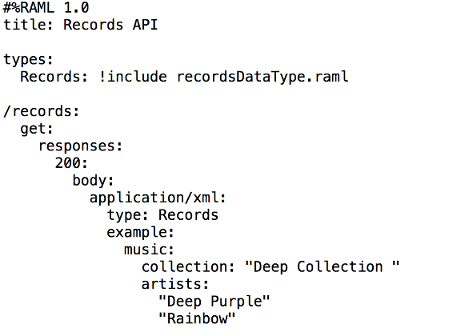 #%RAML 1.0
title: Records API

types:
  Records: !include recordsDataType.raml

/records:
  get:
    responses:
      200:
        body:
          application/xml:
            type: Records
            example:
              music:
                collection: "Deep Collection "
                artists:
                  "Deep Purple"
                  "Rainbow"